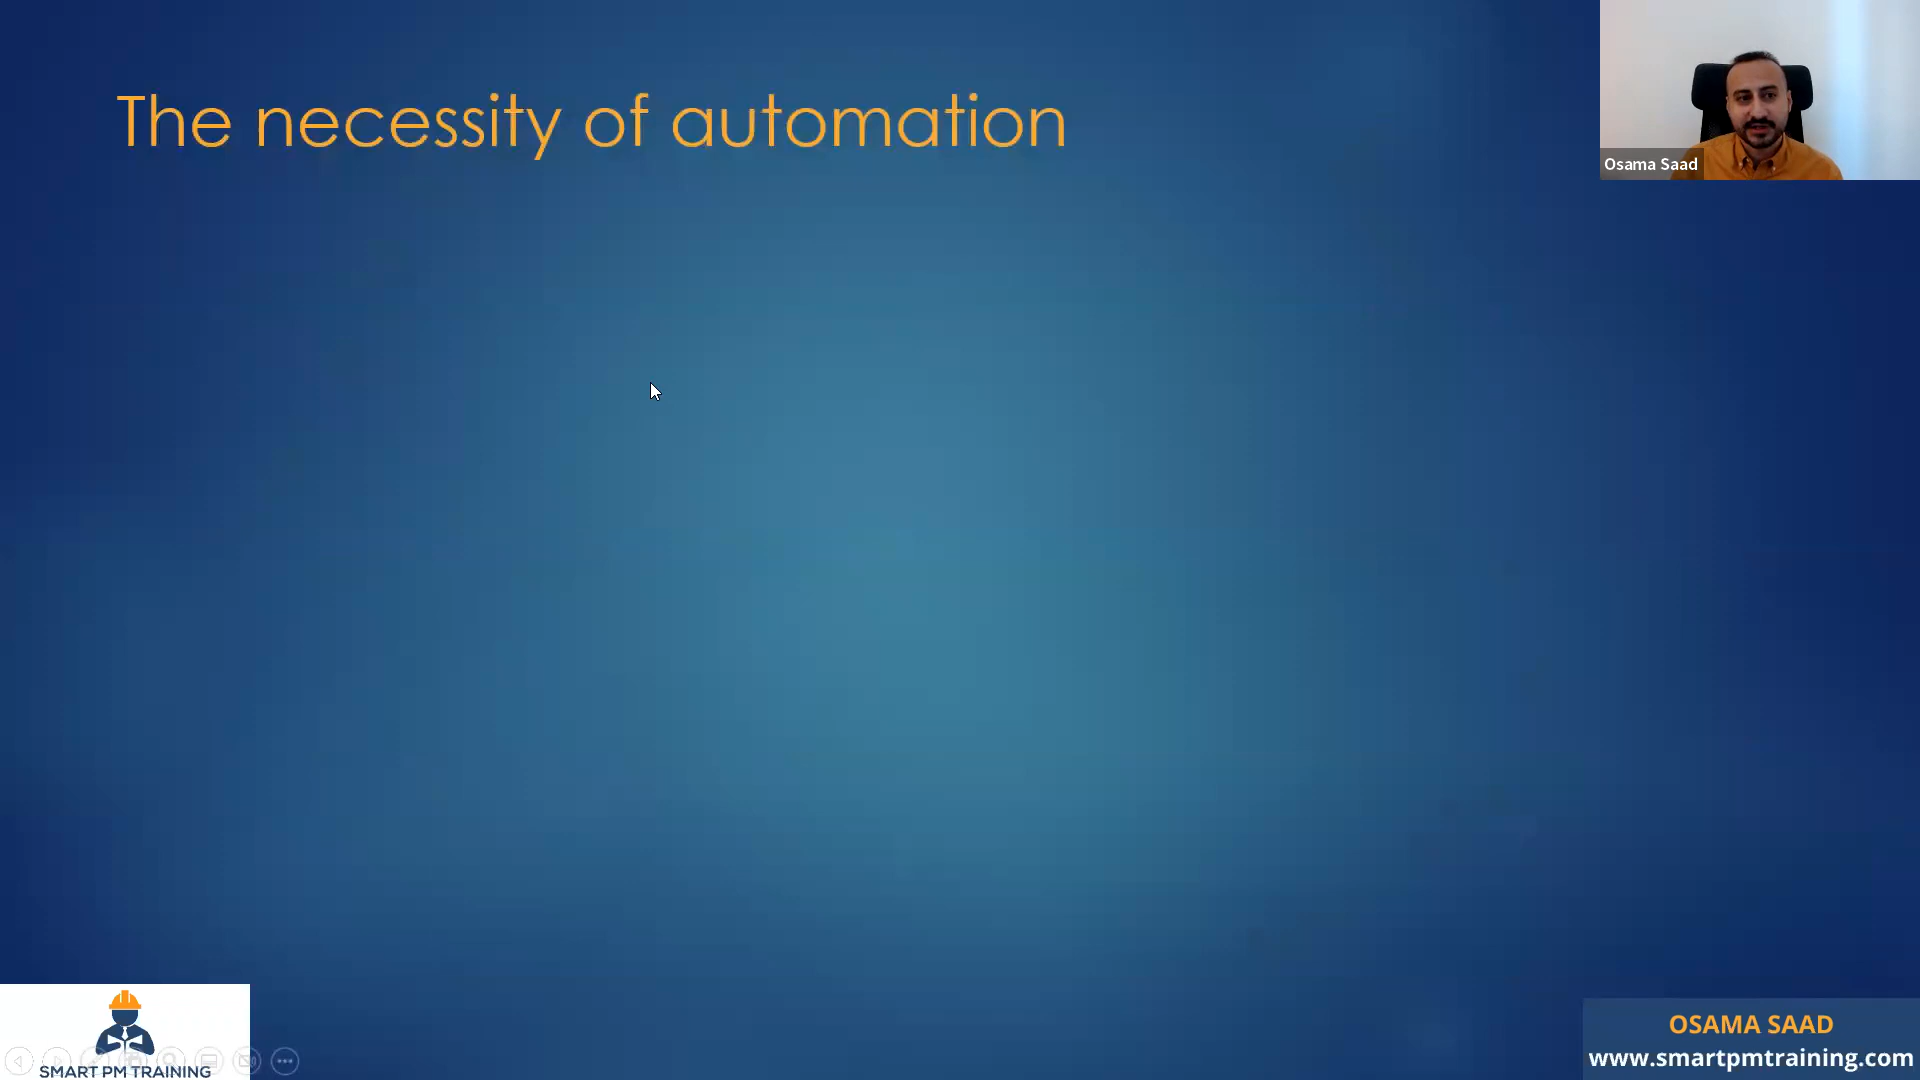 The necessity of automation
Osama Saad
SMART PM TRAINING
OSAMA SAAD
www.smartpmtraining.com